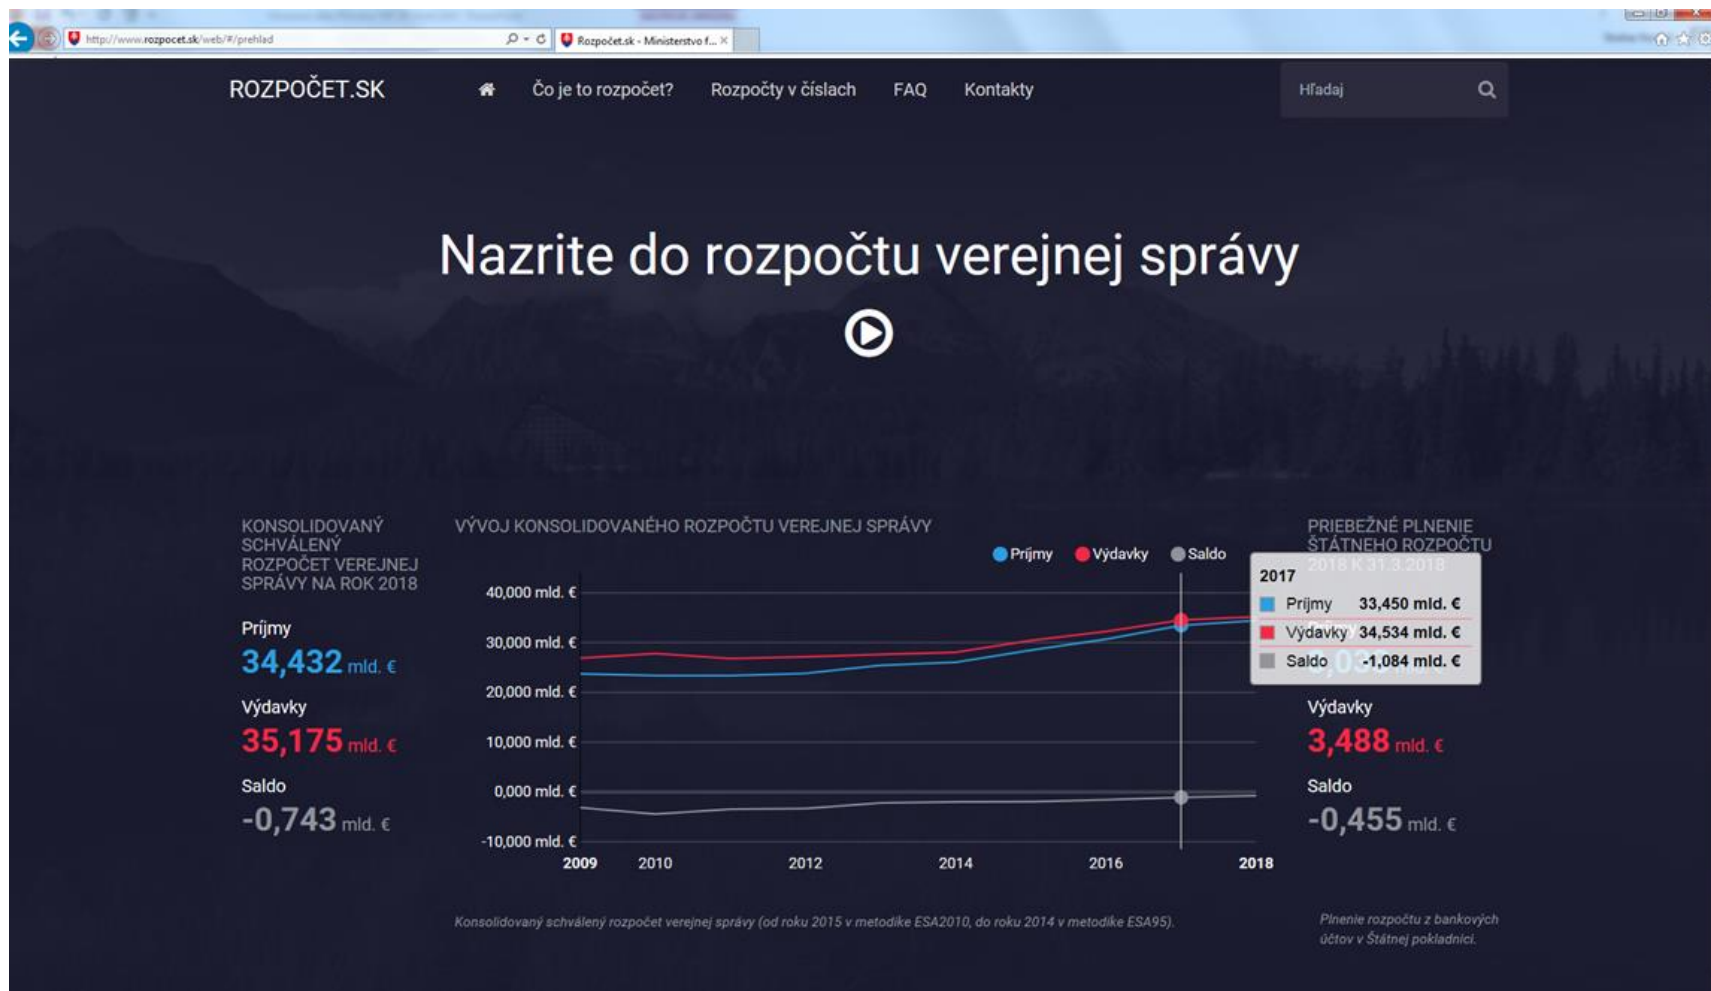 http://www.rozpocet.sk/web/#/prehlad
Rozpočet.sk - Ministerstvo f...
ROZPOČET.SK
Čo je to rozpočet?
Rozpočty v číslach
FAQ
Kontakty
Hľadaj
Nazrite do rozpočtu verejnej správy
KONSOLIDOVANÝ
SCHVÁLENÝ
ROZPOČET VEREJNEJ
SPRÁVY NA ROK 2018
Príjmy
34,432 mld. €
Výdavky
35,175 mld. €
Saldo
-0,743 mld. €
VÝVOJ KONSOLIDOVANÉHO ROZPOČTU VEREJNEJ SPRÁVY
Príjmy
Výdavky
Saldo
40,000 mld. €
30,000 mld. €
20,000 mld. €
10,000 mld. €
0,000 mld. €
-10,000 mld. €
2009
2010
2012
2014
2016
2018
2017
Príjmy 33,450 mld. €
Výdavky 34,534 mld. €
Saldo -1,084 mld. €
Konsolidovaný schválený rozpočet verejnej správy (od roku 2015 v metodike ESA2010, do roku 2014 v metodike ESA95).
PRIEBEŽNÉ PLNENIE
ŠTÁTNEHO ROZPOČTU
2018 K 31.3.2018
Výdavky
3,488 mld. €
Saldo
-0,455 mld. €
Plnenie rozpočtu z bankových
účtov v Štátnej pokladnici.